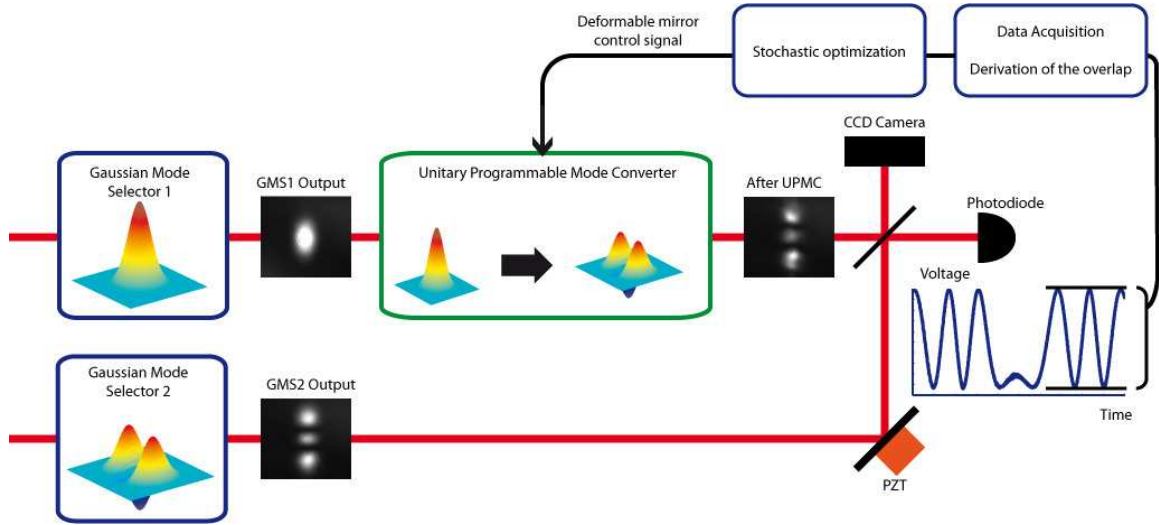 Deformable mirror
control signal
Stochastic optimization
Data Acquisition
Derivation of the overlap
CCD Camera
Gaussian Mode
Selector 1
GMS1 Output
Unitary Programmable Mode Converter
After UPMC
Photodiode
Voltage
Time
Gaussian Mode
Selector 2
GMS2 Output
PZT